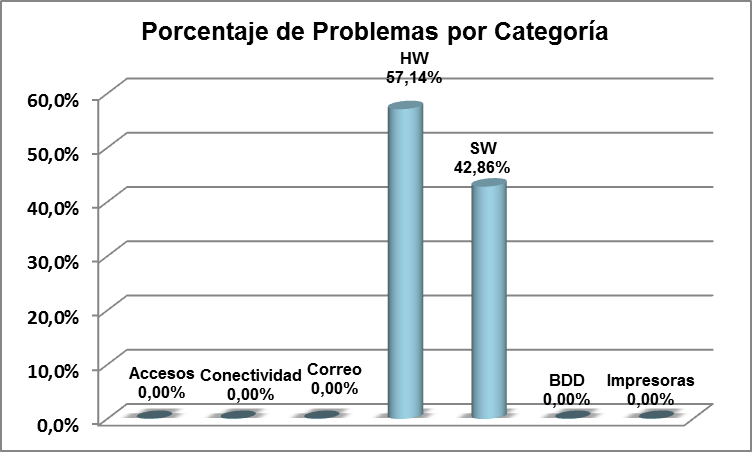 Porcentaje de Problemas por Categoría
HW
57,14%
SW
42,86%
60,0%
50,0%
40,0%
30,0%
20,0%
10,0%
0,0%
Accesos
0,00%
Conectividad
0,00%
Correo
0,00%
BDD
0,00%
Impresoras
0,00%